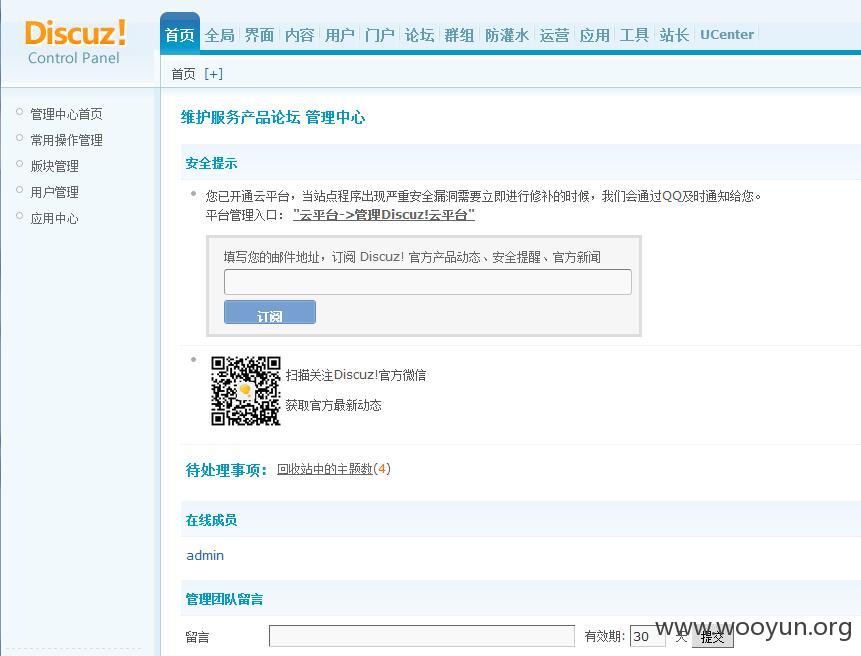 Discuz!
Control Panel
首页 全局 界面 内容 用户 门户 论坛 群组 防灌水 运营 应用 工具 站长 UCenter
首页 [+]
管理中心首页
常用操作管理
版块管理
用户管理
应用中心
维护服务产品论坛 管理中心
安全提示
您已开通云平台，当站点程序出现严重安全漏洞需要立即进行修补的时候，我们会通过QQ及时通知给您。
平台管理入口： "云平台->管理Discuz!云平台"
填写您的邮件地址，订阅 Discuz! 官方产品动态、安全提醒、官方新闻
订阅
扫描关注Discuz!官方微信
获取官方最新动态
待处理事项： 回收站中的主题数(4)
在线成员
admin
管理团队留言
留言 有效期: 30 天 提交
www.wooyun.org